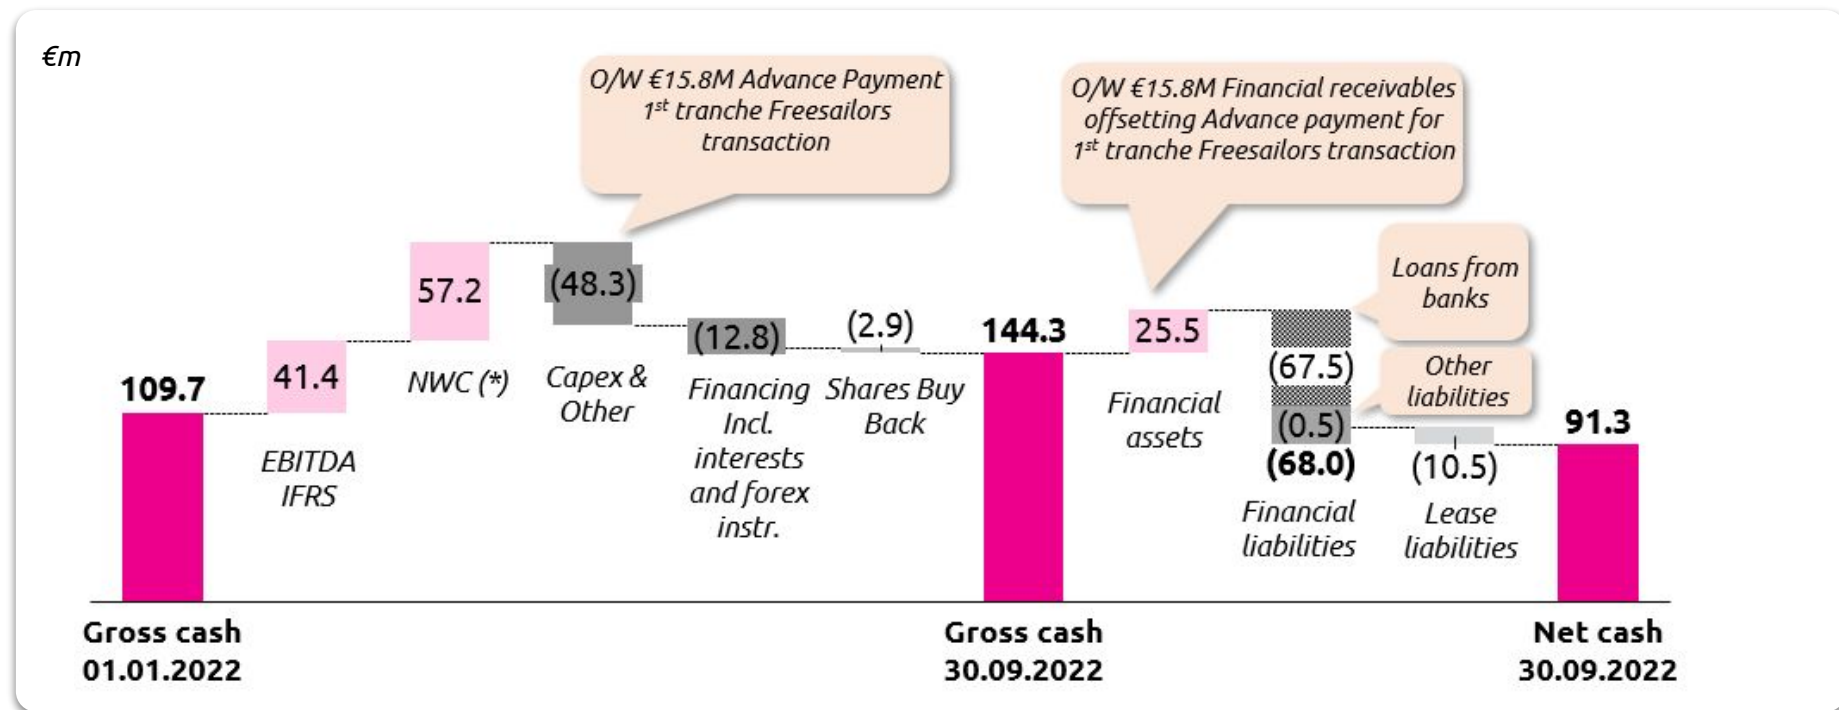 €m
O/W €15.8M Advance Payment
1st tranche Freesailors
transaction
O/W €15.8M Financial receivables
offsetting Advance payment for
1st tranche Freesailors transaction
Loans from
banks
Other
liabilities
109.7
41.4
57.2
(48.3)
(12.8)
(2.9)
144.3
25.5
(67.5)
(0.5)
(68.0)
(10.5)
91.3
EBITDA
IFRS
NWC (*)
Capex &
Other
Financing
Incl.
interests
and forex
instr.
Shares Buy
Back
Financial
assets
Financial
liabilities
Lease
liabilities
Gross cash
01.01.2022
Gross cash
30.09.2022
Net cash
30.09.2022